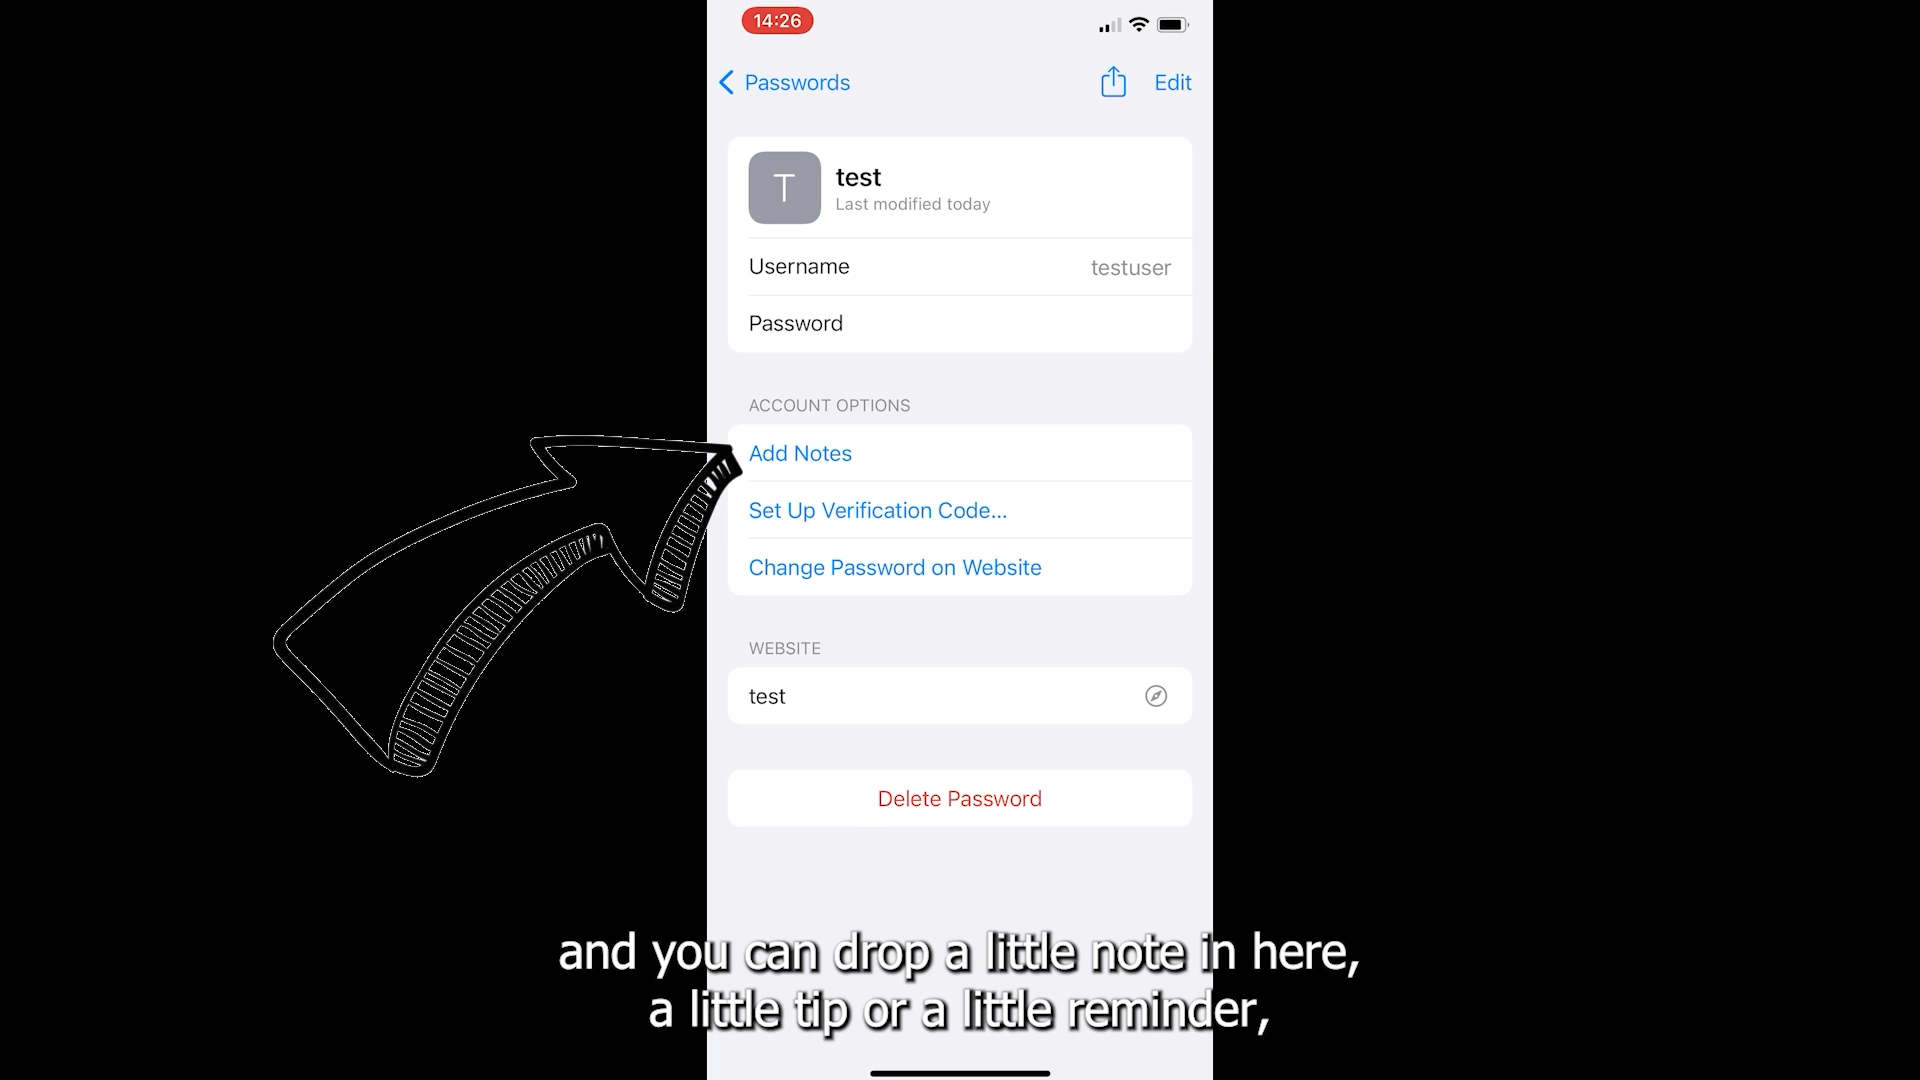 14:26
Passwords
Edit
T
test
Last modified today
Username
testuser
Password
ACCOUNT OPTIONS
Add Notes
Set Up Verification Code...
Change Password on Website
WEBSITE
test
Delete Password
and you can drop a little note in here,
a little tip or a little reminder,